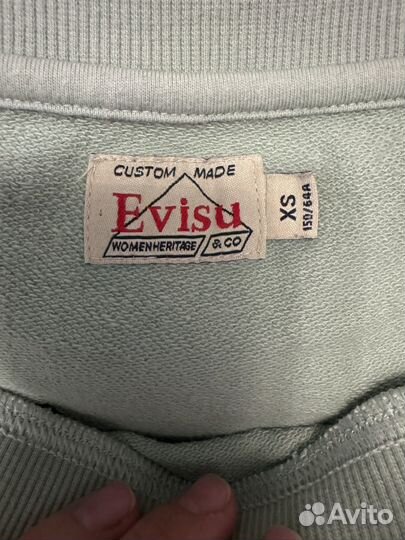 CUSTOM MADE
Evisu
WOMENHERITAGE & CO
XS
150/64A
Avito